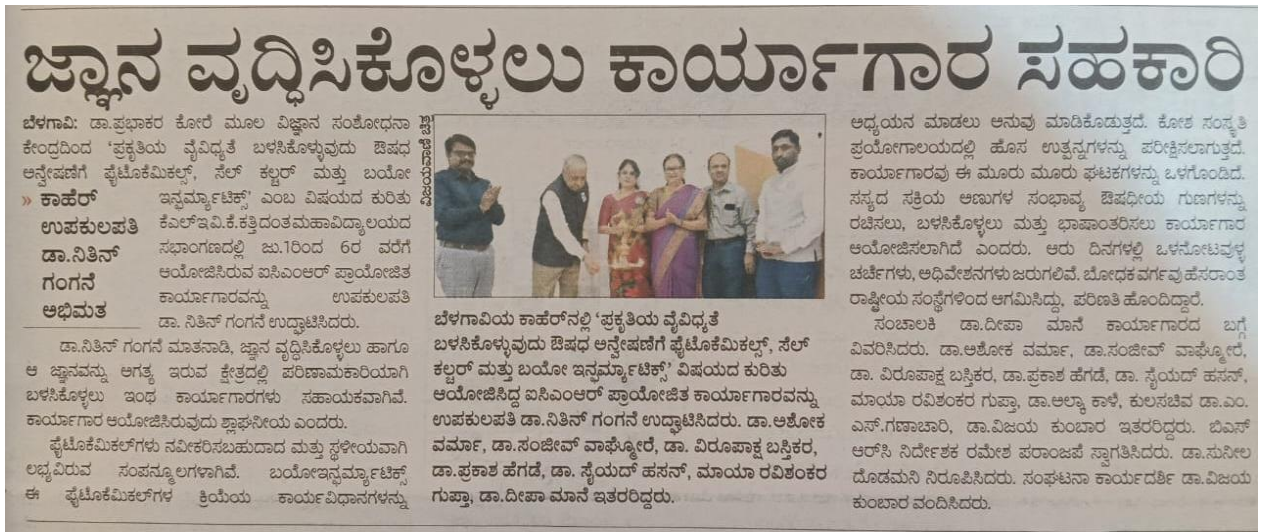 ಜ್ಞಾನ ವೃದ್ಧಿಸಿಕೊಳ್ಳಲು ಕಾರ್ಯಾಗಾರ ಸಹಕಾರಿ
ಬೆಳಗಾವಿ: ಡಾ.ಪ್ರಭಾಕರ ಕೋರೆ ಮೂಲ ವಿಜ್ಞಾನ ಸಂಶೋಧನಾ
ಕೇಂದ್ರದಿಂದ ‘ಪ್ರಕೃತಿಯ ವೈವಿಧ್ಯತೆ ಬಳಸಿಕೊಳ್ಳುವುದು ಔಷಧ
ಅನ್ವೇಷಣೆಗೆ ಫೈಟೊಕೆಮಿಕಲ್ಸ್, ಸೆಲ್ ಕಲ್ಚರ್ ಮತ್ತು ಬಯೋ
ಇನ್ಫರ್ಮ್ಯಾಟಿಕ್ಸ್’ ಎಂಬ ವಿಷಯದ ಕುರಿತು
ಕೆಎಲ್‌ಇವಿ.ಕೆ.ಕತ್ತಿದಂತಮಹಾವಿದ್ಯಾಲಯದ
ಸಭಾಂಗಣದಲ್ಲಿ ಜು.1ರಿಂದ 6ರ ವರೆಗೆ
ಆಯೋಜಿಸಿರುವ ಐಸಿಎಂಆರ್ ಪ್ರಾಯೋಜಿತ
ಕಾರ್ಯಾಗಾರವನ್ನು ಉಪಕುಲಪತಿ
ಡಾ. ನಿತಿನ್ ಗಂಗನೆ ಉದ್ಘಾಟಿಸಿದರು.
» ಕಾಹೆರ್
ಉಪಕುಲಪತಿ
ಡಾ.ನಿತಿನ್
ಗಂಗನೆ
ಅಭಿಮತ
ಡಾ.ನಿತಿನ್ ಗಂಗನೆ ಮಾತನಾಡಿ, ಜ್ಞಾನ ವೃದ್ಧಿಸಿಕೊಳ್ಳಲು ಹಾಗೂ
ಆ ಜ್ಞಾನವನ್ನು ಅಗತ್ಯ ಇರುವ ಕ್ಷೇತ್ರದಲ್ಲಿ ಪರಿಣಾಮಕಾರಿಯಾಗಿ
ಬಳಸಿಕೊಳ್ಳಲು ಇಂಥ ಕಾರ್ಯಾಗಾರಗಳು ಸಹಾಯಕವಾಗಿವೆ.
ಕಾರ್ಯಾಗಾರ ಆಯೋಜಿಸಿರುವುದು ಶ್ಲಾಘನೀಯ ಎಂದರು.
ಫೈಟೊಕೆಮಿಕಲ್‌ಗಳು ನವೀಕರಿಸಬಹುದಾದ ಮತ್ತು ಸ್ಥಳೀಯವಾಗಿ
ಲಭ್ಯವಿರುವ ಸಂಪನ್ಮೂಲಗಳಾಗಿವೆ. ಬಯೋಇನ್ಫರ್ಮ್ಯಾಟಿಕ್ಸ್
ಈ ಫೈಟೊಕೆಮಿಕಲ್‌ಗಳ ಕ್ರಿಯೆಯ ಕಾರ್ಯವಿಧಾನಗಳನ್ನು
ವಿಜಯವಾಣಿ ಚಿತ್ರ
ಬೆಳಗಾವಿಯ ಕಾಹೆರ್‌ನಲ್ಲಿ ‘ಪ್ರಕೃತಿಯ ವೈವಿಧ್ಯತೆ
ಬಳಸಿಕೊಳ್ಳುವುದು ಔಷಧ ಅನ್ವೇಷಣೆಗೆ ಫೈಟೊಕೆಮಿಕಲ್ಸ್, ಸೆಲ್
ಕಲ್ಚರ್ ಮತ್ತು ಬಯೋ ಇನ್ಫರ್ಮ್ಯಾಟಿಕ್ಸ್’ ವಿಷಯದ ಕುರಿತು
ಆಯೋಜಿಸಿದ್ದ ಐಸಿಎಂಆರ್ ಪ್ರಾಯೋಜಿತ ಕಾರ್ಯಾಗಾರವನ್ನು
ಉಪಕುಲಪತಿ ಡಾ.ನಿತಿನ್ ಗಂಗನೆ ಉದ್ಘಾಟಿಸಿದರು. ಡಾ.ಅಶೋಕ
ವರ್ಮಾ, ಡಾ.ಸಂಜೀವ್ ವಾಘ್ಮೋರೆ, ಡಾ. ವಿರೂಪಾಕ್ಷ ಬಸ್ತಿಕರ,
ಡಾ.ಪ್ರಕಾಶ ಹೆಗಡೆ, ಡಾ. ಸೈಯದ್ ಹಸನ್, ಮಾಯಾ ರವಿಶಂಕರ
ಗುಪ್ತಾ, ಡಾ.ದೀಪಾ ಮಾನೆ ಇತರರಿದ್ದರು.
ಅಧ್ಯಯನ ಮಾಡಲು ಅನುವು ಮಾಡಿಕೊಡುತ್ತದೆ. ಕೋಶ ಸಂಸ್ಕೃತಿ
ಪ್ರಯೋಗಾಲಯದಲ್ಲಿ ಹೊಸ ಉತ್ಪನ್ನಗಳನ್ನು ಪರೀಕ್ಷಿಸಲಾಗುತ್ತದೆ.
ಕಾರ್ಯಾಗಾರವು ಈ ಮೂರು ಮೂರು ಘಟಕಗಳನ್ನು ಒಳಗೊಂಡಿದೆ.
ಸಸ್ಯದ ಸಕ್ರಿಯ ಅಣುಗಳ ಸಂಭಾವ್ಯ ಔಷಧೀಯ ಗುಣಗಳನ್ನು
ರಚಿಸಲು, ಬಳಸಿಕೊಳ್ಳಲು ಮತ್ತು ಭಾಷಾಂತರಿಸಲು ಕಾರ್ಯಾಗಾರ
ಆಯೋಜಿಸಲಾಗಿದೆ ಎಂದರು. ಆರು ದಿನಗಳಲ್ಲಿ ಒಳನೋಟವುಳ್ಳ
ಚರ್ಚೆಗಳು, ಅಧಿವೇಶನಗಳು ಜರುಗಲಿವೆ. ಬೋಧಕವರ್ಗವು ಹೆಸರಾಂತ
ರಾಷ್ಟ್ರೀಯ ಸಂಸ್ಥೆಗಳಿಂದ ಆಗಮಿಸಿದ್ದು, ಪರಿಣತಿ ಹೊಂದಿದ್ದಾರೆ.
ಸಂಚಾಲಕಿ ಡಾ.ದೀಪಾ ಮಾನೆ ಕಾರ್ಯಾಗಾರದ ಬಗ್ಗೆ
ವಿವರಿಸಿದರು. ಡಾ.ಅಶೋಕ ವರ್ಮಾ, ಡಾ.ಸಂಜೀವ್ ವಾಘ್ಮೋರೆ,
ಡಾ. ವಿರೂಪಾಕ್ಷ ಬಸ್ತಿಕರ, ಡಾ.ಪ್ರಕಾಶ ಹೆಗಡೆ, ಡಾ. ಸೈಯದ್ ಹಸನ್,
ಮಾಯಾ ರವಿಶಂಕರ ಗುಪ್ತಾ, ಡಾ.ಅಲ್ಕಾ ಕಾಳೆ, ಕುಲಸಚಿವ ಡಾ.ಎಂ.
ಎಸ್.ಗಣಾಚಾರಿ, ಡಾ.ವಿಜಯ ಕುಂಬಾರ ಇತರರಿದ್ದರು. ಬಿಎಸ್
ಆರ್‌ಸಿ ನಿರ್ದೇಶಕ ರಮೇಶ ಪರಾಂಜಪೆ ಸ್ವಾಗತಿಸಿದರು. ಡಾ.ಸುನೀಲ
ದೊಡಮನಿ ನಿರೂಪಿಸಿದರು. ಸಂಘಟನಾ ಕಾರ್ಯದರ್ಶಿ ಡಾ.ವಿಜಯ
ಕುಂಬಾರ ವಂದಿಸಿದರು.